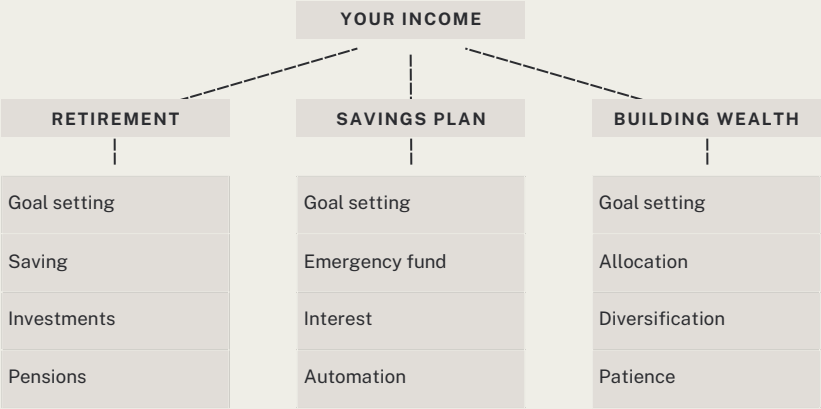 YOUR INCOME
RETIREMENT
SAVINGS PLAN
BUILDING WEALTH
Goal setting
Saving
Investments
Pensions
Goal setting
Emergency fund
Interest
Automation
Goal setting
Allocation
Diversification
Patience